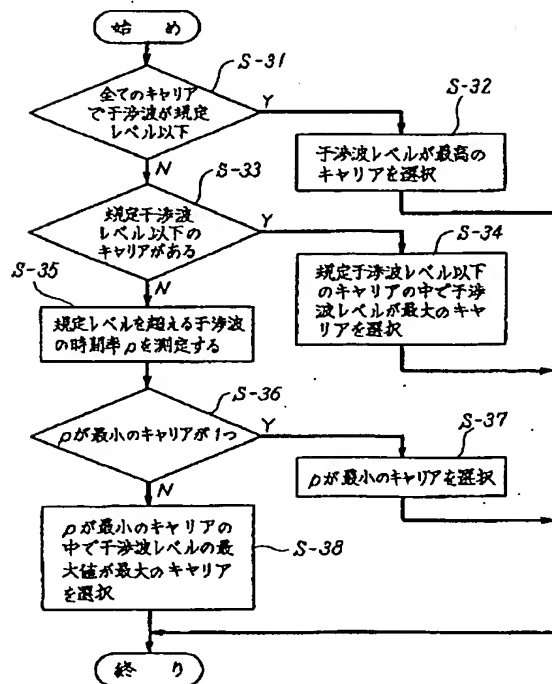 始 め
S-31
全てのキャリア
で干渉波が規定
レベル以下
Y
N
S-32
干渉波レベルが最高の
キャリアを選択
S-33
規定干渉波
レベル以下の
キャリアがある
Y
N
S-34
規定干渉波レベル以下
のキャリアの中で干渉
波レベルが最大のキャ
リアを選択
S-35
規定レベルを超える干渉波
の時間率ρを測定する
S-36
ρが最小のキャリアが1つ
Y
N
S-37
ρが最小のキャリアを選択
S-38
ρが最小のキャリアの
中で干渉波レベルの最
大値が最大のキャリア
を選択
終 り